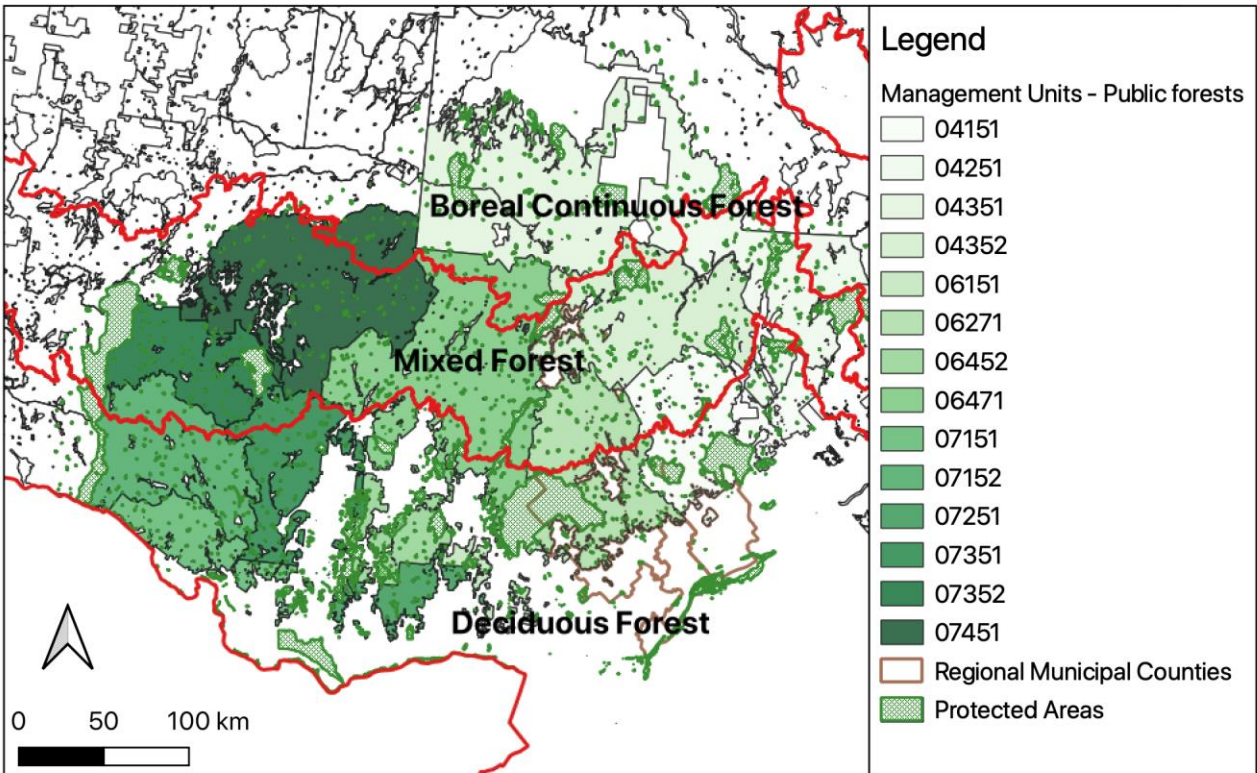 Boreal Continuous Forest
Mixed Forest
Deciduous Forest
0 50 100 km
Legend
Management Units - Public forests
04151
04251
04351
04352
06151
06271
06452
06471
07151
07152
07251
07351
07352
07451
Regional Municipal Counties
Protected Areas